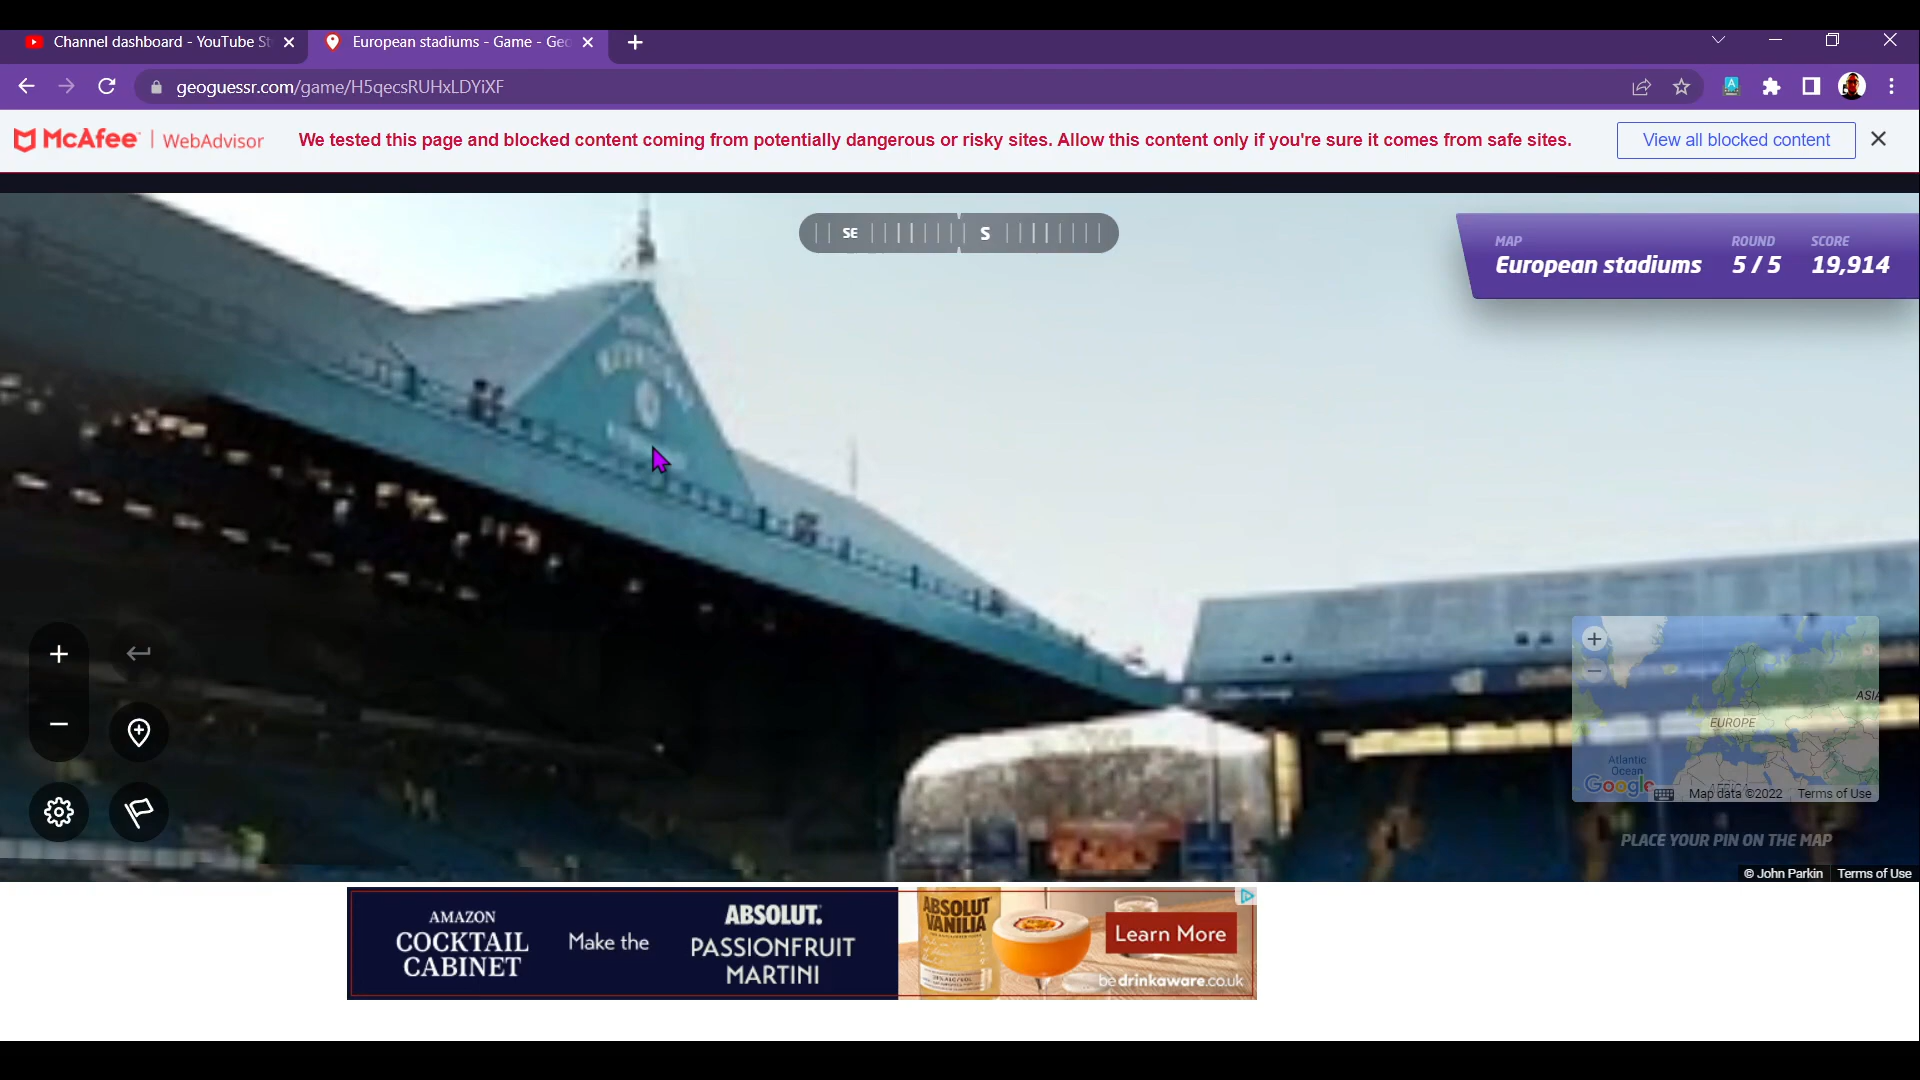 Channel dashboard - YouTube St
European stadiums - Game - Geo
geoguessr.com/game/H5qecsRUHxLDYiXF
McAfee | WebAdvisor
We tested this page and blocked content coming from potentially dangerous or risky sites. Allow this content only if you're sure it comes from safe sites.
View all blocked content
SE
S
MAP ROUND SCORE
European stadiums 5 / 5 19,914
EUROPE
ASIA
Atlantic
Ocean
AFRICA
Google
Map data ©2022 Terms of Use
PLACE YOUR PIN ON THE MAP
© John Parkin Terms of Use
AMAZON
COCKTAIL
CABINET
Make the
ABSOLUT.
PASSIONFRUIT
MARTINI
ABSOLUT
VANILIA
Learn More
bedrinkaware.co.uk